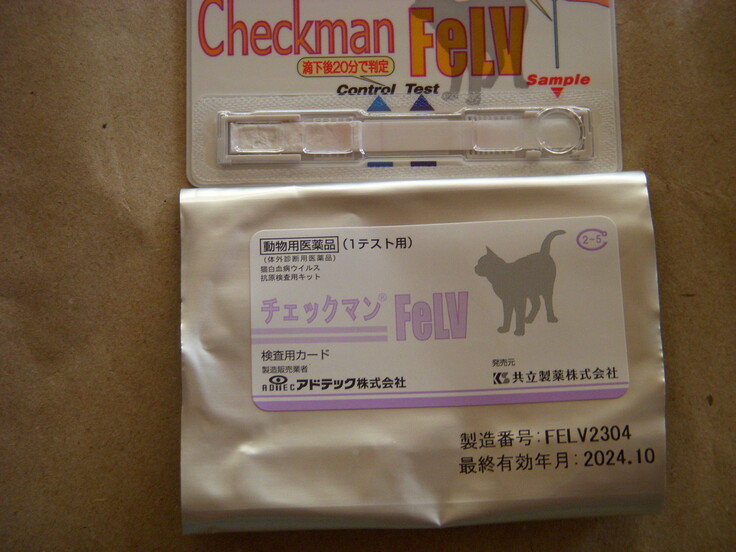 Checkman FeLV
滴下後20分で判定
Control Test
Sample
動物用医薬品 (1テスト用)
(体外診断用医薬品)
猫白血病ウイルス
抗原検査用キット
2-5
チェックマン® FeLV
検査用カード
製造販売業者
ADTEC アドテック株式会社
発売元
共立製薬株式会社
製造番号:FELV2304
最終有効年月:2024.10